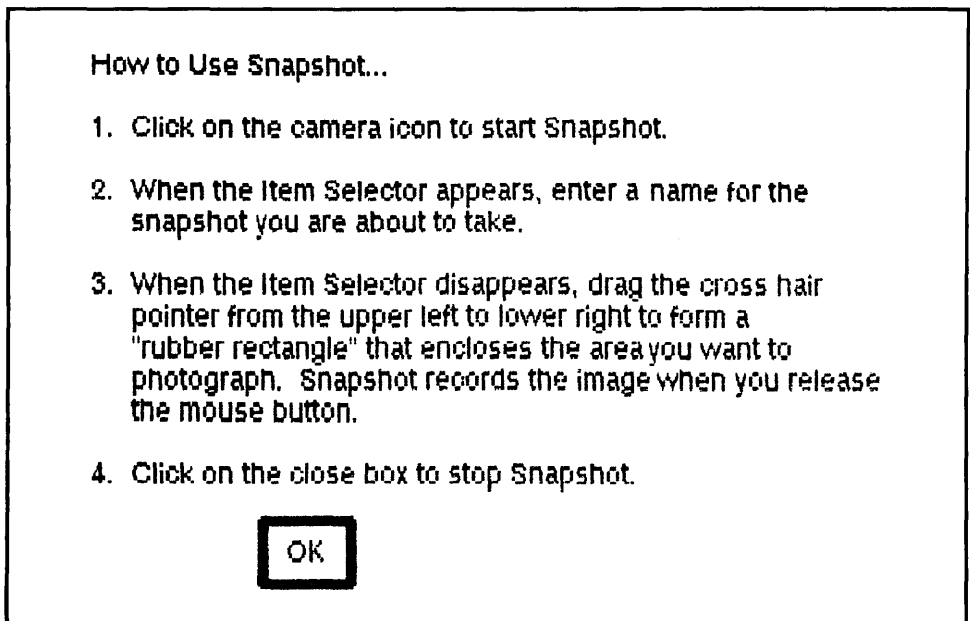 How to Use Snapshot...
1. Click on the camera icon to start Snapshot.
2. When the Item Selector appears, enter a name for the
snapshot you are about to take.
3. When the Item Selector disappears, drag the cross hair
pointer from the upper left to lower right to form a
"rubber rectangle" that encloses the area you want to
photograph. Snapshot records the image when you release
the mouse button.
4. Click on the close box to stop Snapshot.
OK